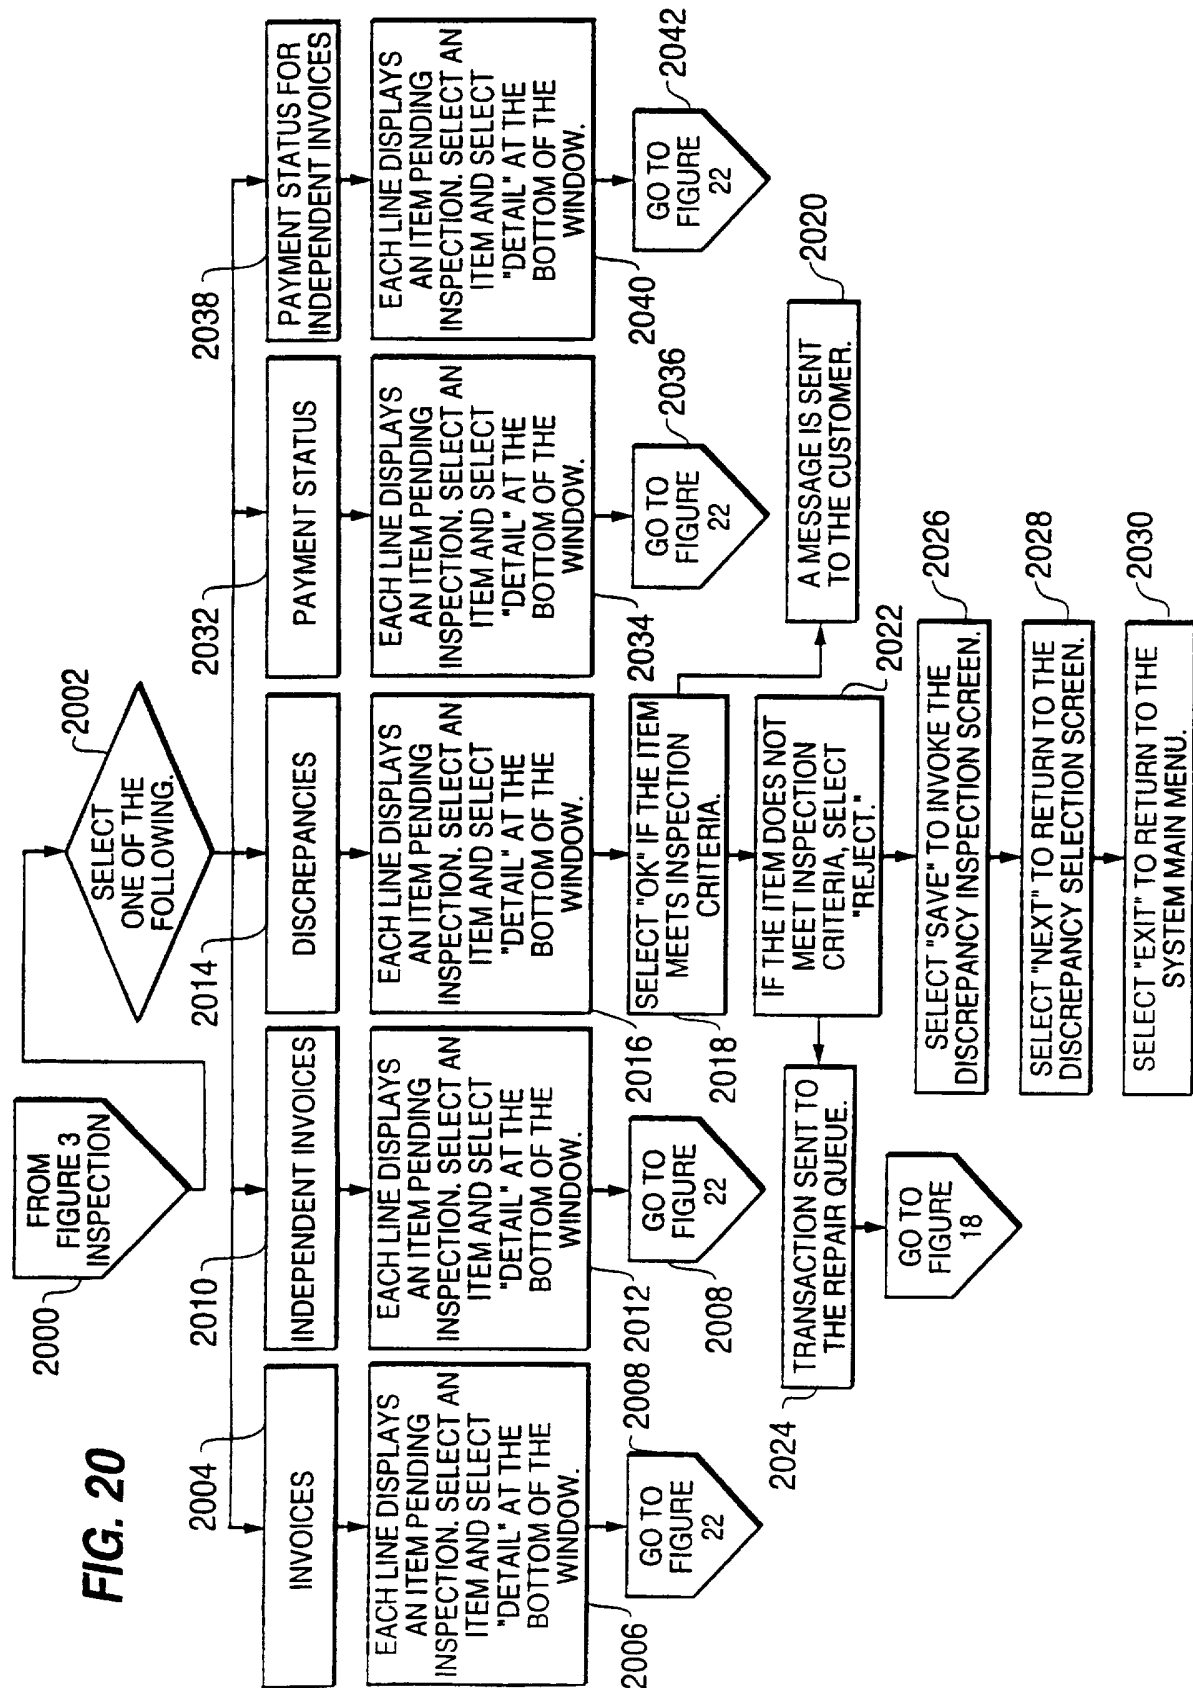 FIG. 20
FROM
FIGURE 3
INSPECTION
2000
SELECT
ONE OF THE
FOLLOWING.
2002
2004
INVOICES
EACH LINE DISPLAYS
AN ITEM PENDING
INSPECTION. SELECT AN
ITEM AND SELECT
"DETAIL" AT THE
BOTTOM OF THE
WINDOW.
2006
GO TO
FIGURE
22
2008
2010
INDEPENDENT INVOICES
EACH LINE DISPLAYS
AN ITEM PENDING
INSPECTION. SELECT AN
ITEM AND SELECT
"DETAIL" AT THE
BOTTOM OF THE
WINDOW.
2012
GO TO
FIGURE
22
2008
2014
DISCREPANCIES
EACH LINE DISPLAYS
AN ITEM PENDING
INSPECTION. SELECT AN
ITEM AND SELECT
"DETAIL" AT THE
BOTTOM OF THE
WINDOW.
2016
SELECT "OK" IF THE ITEM
MEETS INSPECTION
CRITERIA.
2018
A MESSAGE IS SENT
TO THE CUSTOMER.
2020
IF THE ITEM DOES NOT
MEET INSPECTION
CRITERIA, SELECT
"REJECT."
2022
TRANSACTION SENT TO
THE REPAIR QUEUE.
2024
GO TO
FIGURE
18
SELECT "SAVE" TO INVOKE THE
DISCREPANCY INSPECTION SCREEN.
2026
SELECT "NEXT" TO RETURN TO THE
DISCREPANCY SELECTION SCREEN.
2028
SELECT "EXIT" TO RETURN TO THE
SYSTEM MAIN MENU.
2030
2032
PAYMENT STATUS
EACH LINE DISPLAYS
AN ITEM PENDING
INSPECTION. SELECT AN
ITEM AND SELECT
"DETAIL" AT THE
BOTTOM OF THE
WINDOW.
2034
GO TO
FIGURE
22
2036
2038
PAYMENT STATUS FOR
INDEPENDENT INVOICES
EACH LINE DISPLAYS
AN ITEM PENDING
INSPECTION. SELECT AN
ITEM AND SELECT
"DETAIL" AT THE
BOTTOM OF THE
WINDOW.
2040
GO TO
FIGURE
22
2042